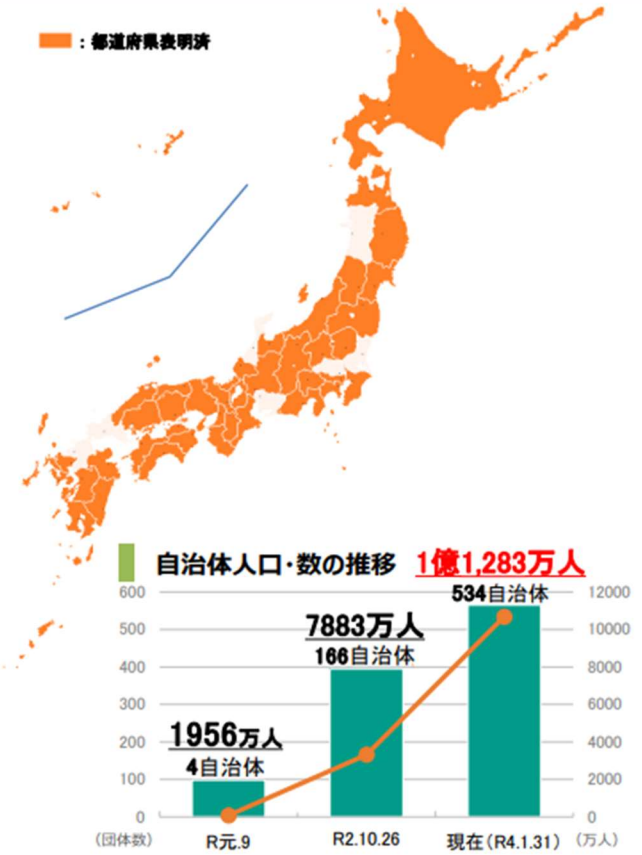 ：都道府県表明済
自治体人口・数の推移 1億1,283万人
600 534自治体 12000
500 7883万人 10000
400 166自治体 8000
300 6000
200 1956万人 4000
100 4自治体 2000
0 0
(団体数) R元.9 R2.10.26 現在(R4.1.31) (万人)